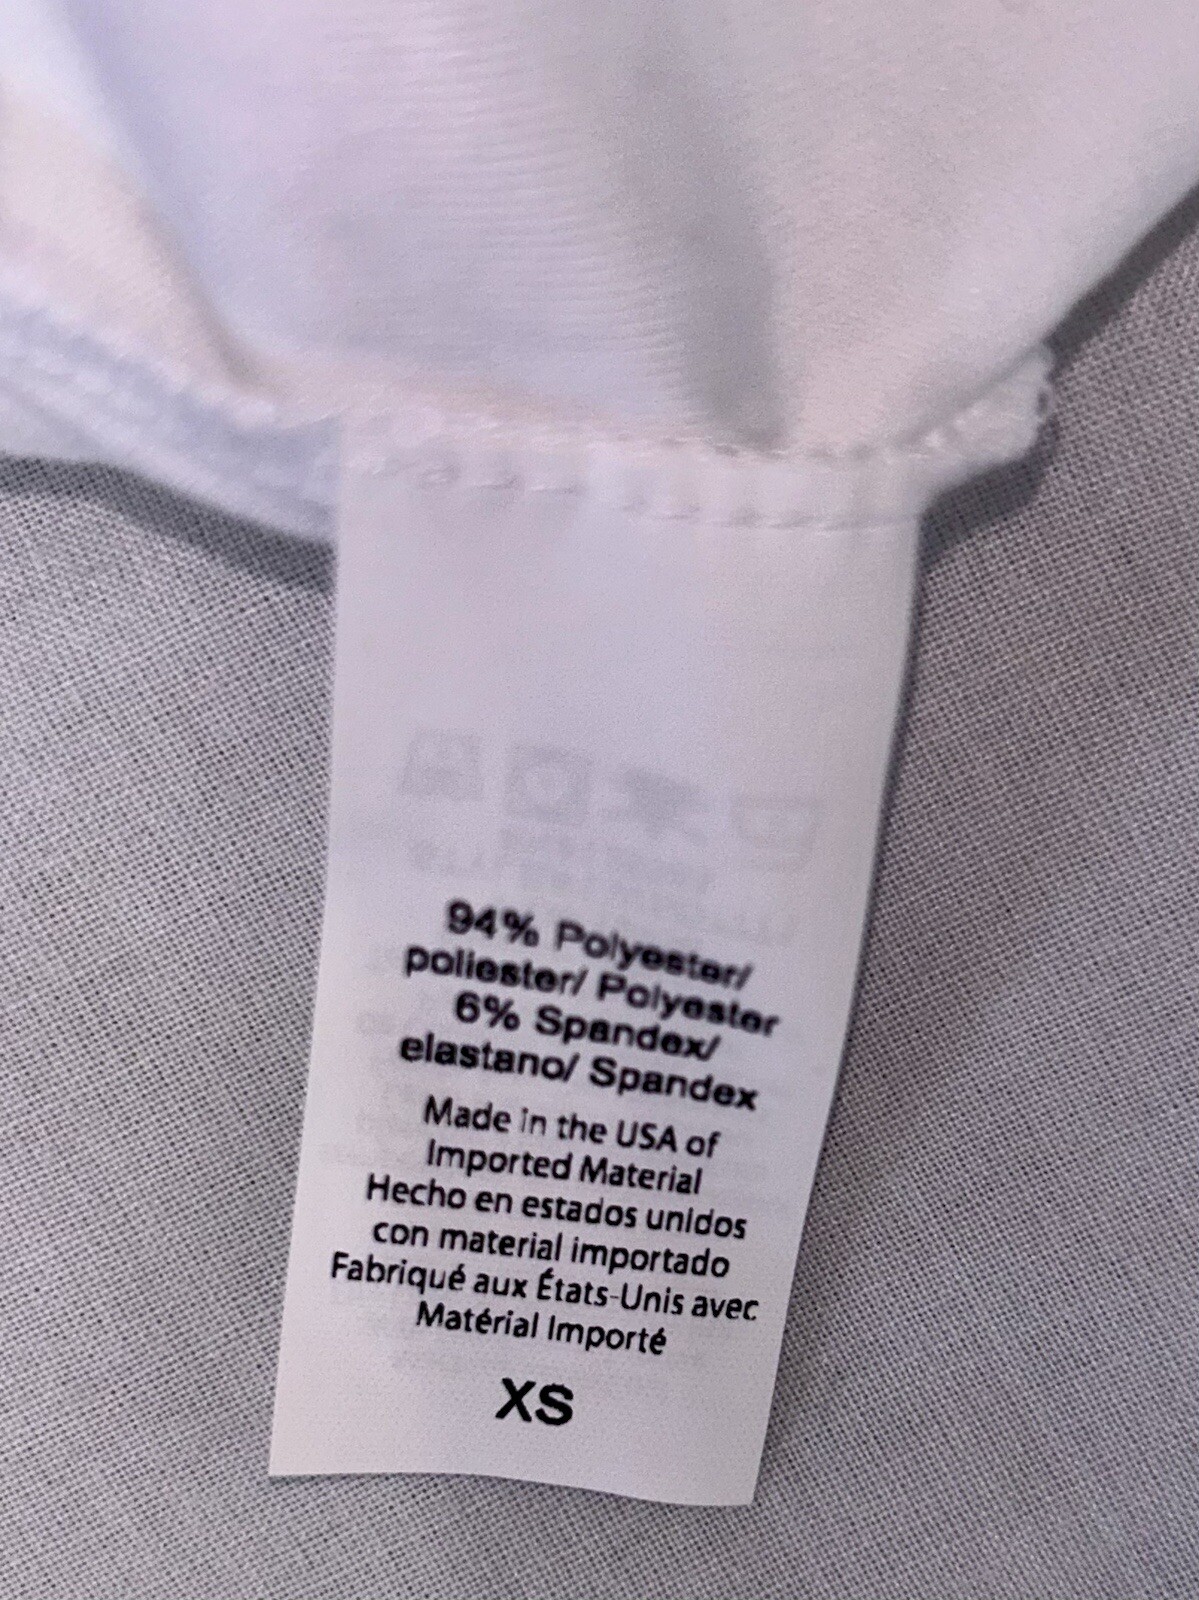 94% Polyester/
poliester/ Polyester
6% Spandex/
elastano/ Spandex
Made in the USA of
Imported Material
Hecho en estados unidos
con material importado
Fabriqué aux États-Unis avec
Matérial Importé
XS